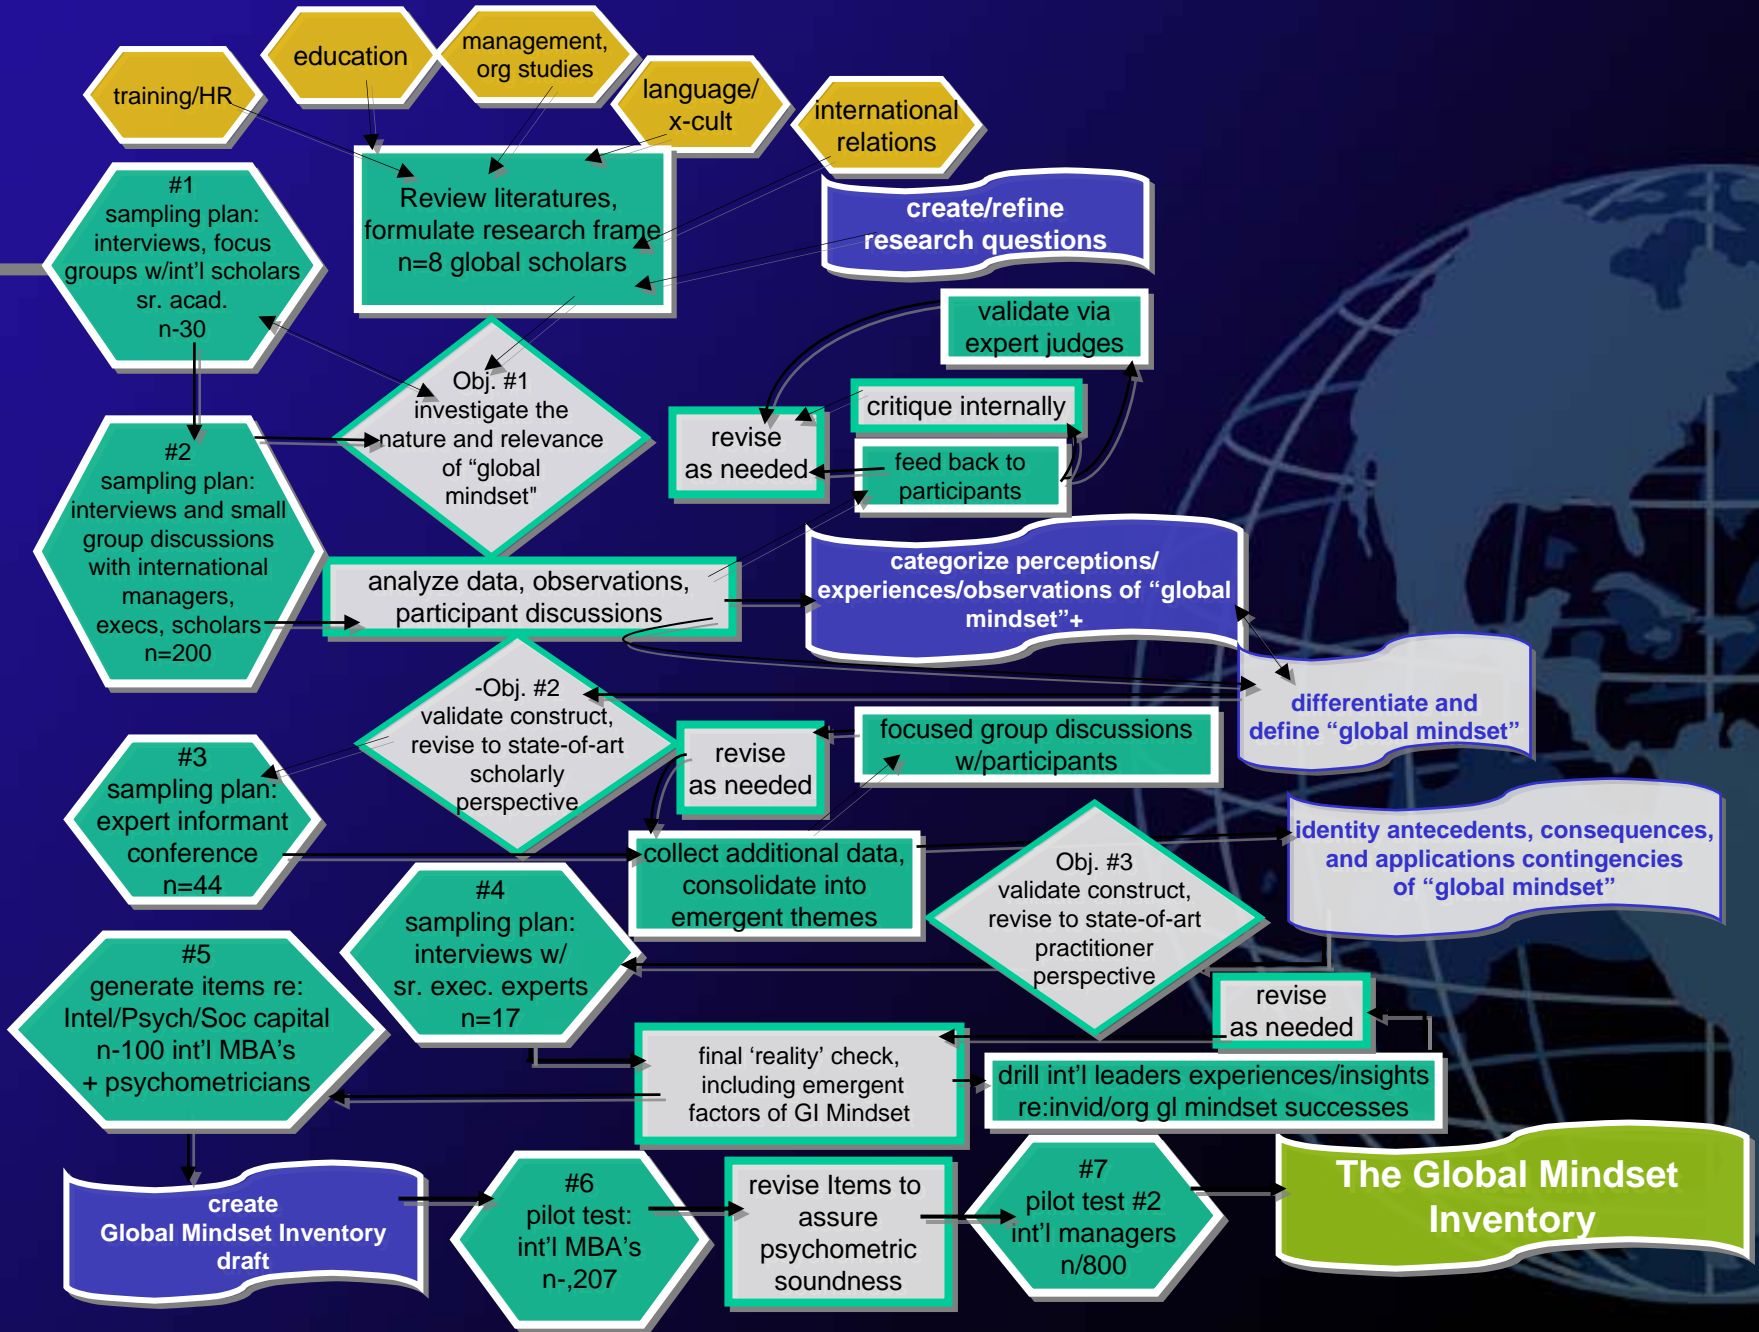 training/HR
education
management,
org studies
language/
x-cult
international
relations
#1
sampling plan:
interviews, focus
groups w/int'l scholars
sr. acad.
n-30
Review literatures,
formulate research frame
n=8 global scholars
create/refine
research questions
validate via
expert judges
Obj. #1
investigate the
nature and relevance
of “global
mindset"
critique internally
revise
as needed
feed back to
participants
#2
sampling plan:
interviews and small
group discussions
with international
managers,
execs, scholars
n=200
analyze data, observations,
participant discussions
categorize perceptions/
experiences/observations of “global
mindset”+
differentiate and
define “global mindset”
-Obj. #2
validate construct,
revise to state-of-art
scholarly
perspective
revise
as needed
focused group discussions
w/participants
#3
sampling plan:
expert informant
conference
n=44
collect additional data,
consolidate into
emergent themes
identity antecedents, consequences,
and applications contingencies
of “global mindset”
Obj. #3
validate construct,
revise to state-of-art
practitioner
perspective
#4
sampling plan:
interviews w/
sr. exec. experts
n=17
#5
generate items re:
Intel/Psych/Soc capital
n-100 int'l MBA's
+ psychometricians
revise
as needed
final ‘reality’ check,
including emergent
factors of GI Mindset
drill int'l leaders experiences/insights
re:invid/org gl mindset successes
create
Global Mindset Inventory
draft
#6
pilot test:
int'l MBA's
n-,207
revise Items to
assure
psychometric
soundness
#7
pilot test #2
int'l managers
n/800
The Global Mindset
Inventory